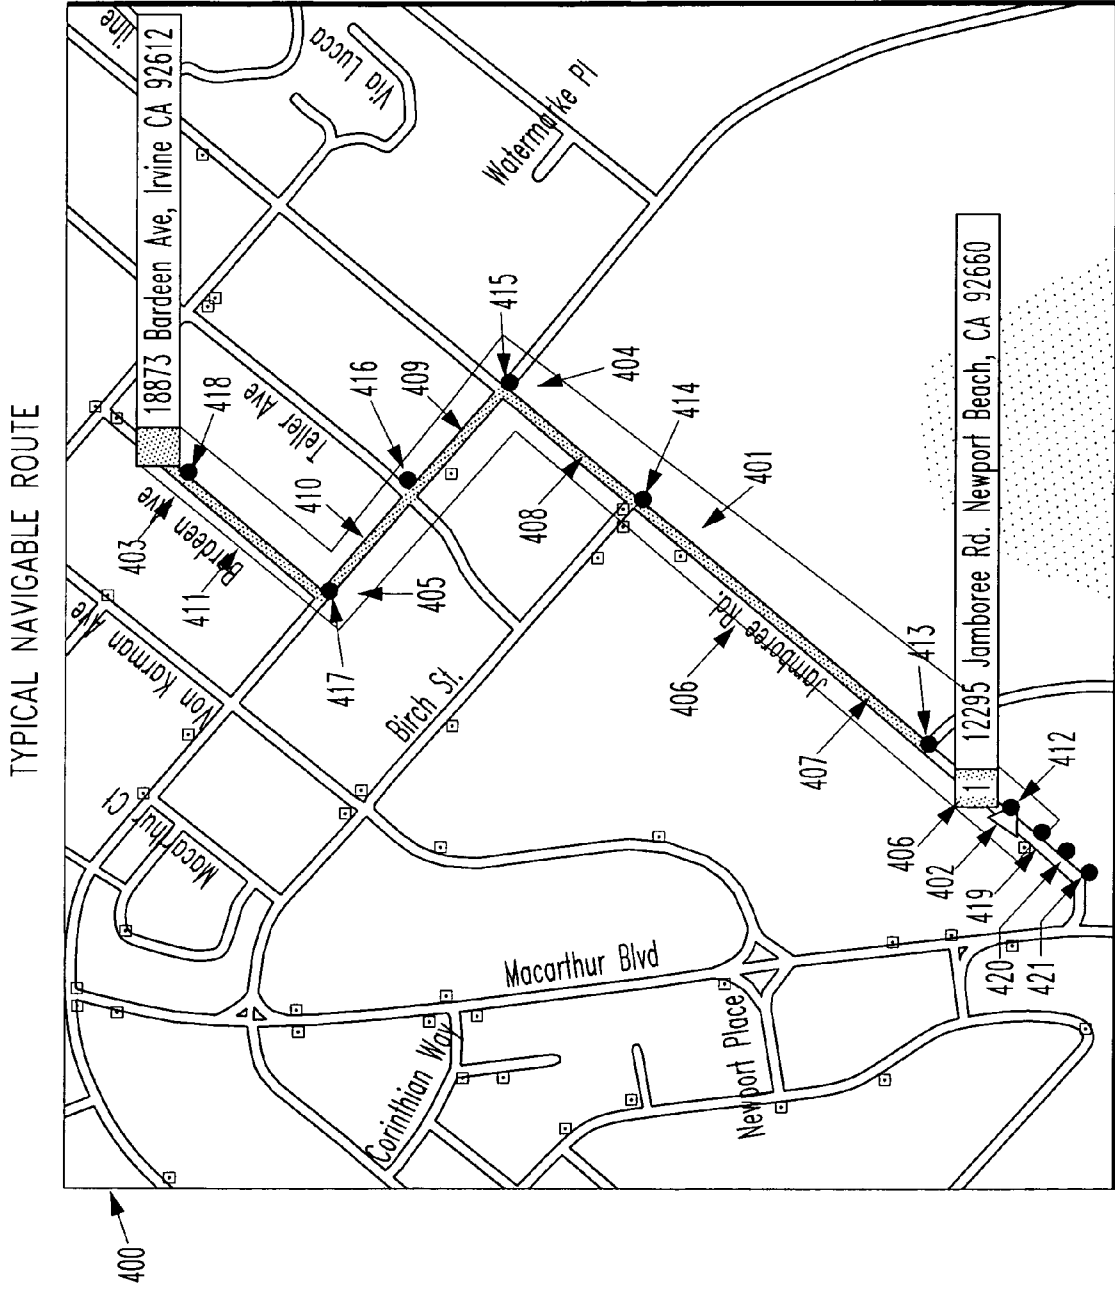 TYPICAL NAVIGABLE ROUTE
400
Macarthur Ct
Von Karman Ave
Bardeen Ave
403
411
ilne
18873 Bardeen Ave, Irvine CA 92612
418
Teller Ave
410
417
405
416
409
Via Lucca
Corinthian Way
Birch St.
415
Macarthur Blvd
408
404
Watermarke Pl
414
406
401
Newport Place
Jamboree Rd.
407
413
406
402
1
12295 Jamboree Rd. Newport Beach, CA 92660
419
420
421
412